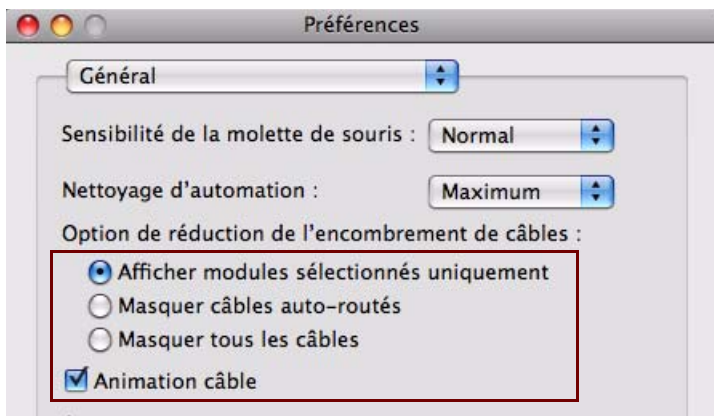 Préférences
Général
Sensibilité de la molette de souris : Normal
Nettoyage d'automation : Maximum
Option de réduction de l'encombrement de câbles :
Afficher modules sélectionnés uniquement
Masquer câbles auto-routés
Masquer tous les câbles
Animation câble